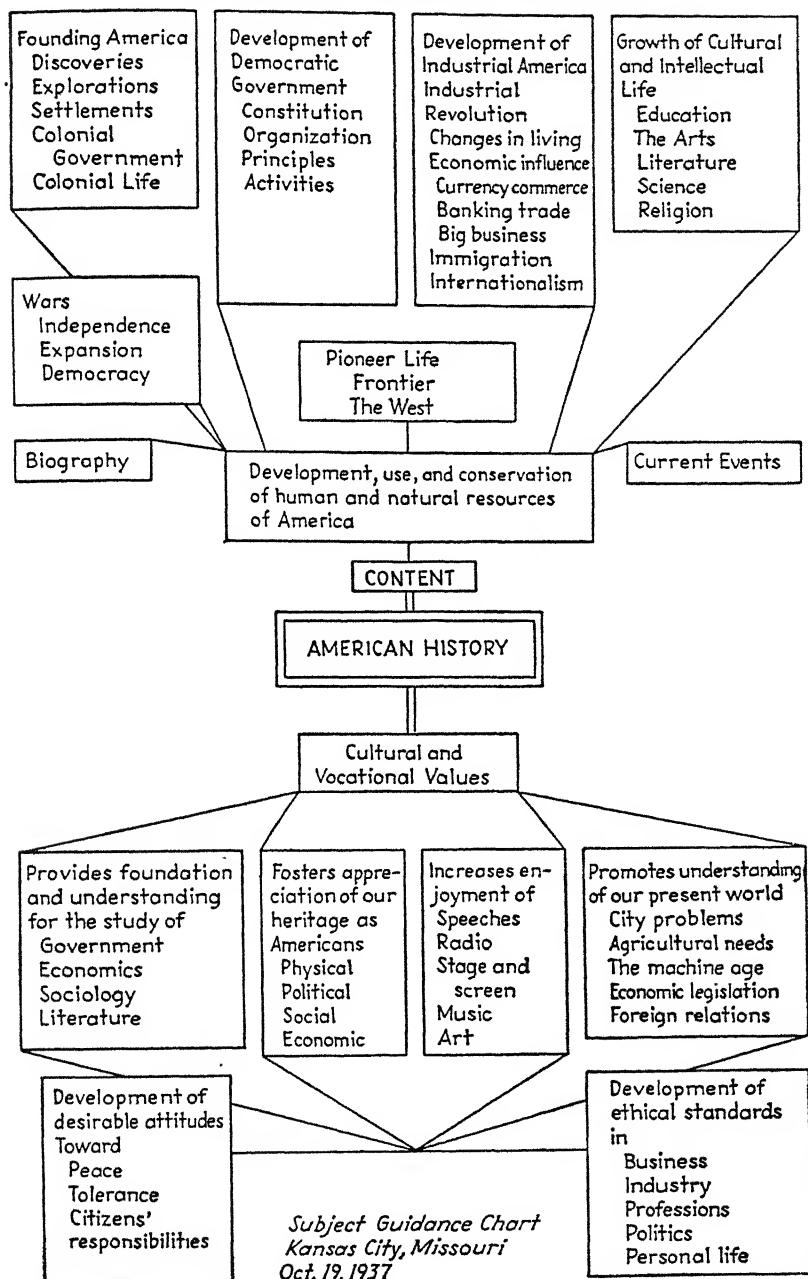 Founding America
Discoveries
Explorations
Settlements
Colonial
Government
Colonial Life
Development of
Democratic
Government
Constitution
Organization
Principles
Activities
Development of
Industrial America
Industrial
Revolution
Changes in living
Economic influence
Currency commerce
Banking trade
Big business
Immigration
Internationalism
Growth of Cultural
and Intellectual
Life
Education
The Arts
Literature
Science
Religion
Wars
Independence
Expansion
Democracy
Pioneer Life
Frontier
The West
Biography
Development, use, and conservation
of human and natural resources
of America
Current Events
CONTENT
AMERICAN HISTORY
Cultural and
Vocational Values
Provides foundation
and understanding
for the study of
Government
Economics
Sociology
Literature
Fosters appre-
ciation of our
heritage as
Americans
Physical
Political
Social
Economic
Increases en-
joyment of
Speeches
Radio
Stage and
screen
Music
Art
Promotes understanding
of our present world
City problems
Agricultural needs
The machine age
Economic legislation
Foreign relations
Development of
desirable attitudes
Toward
Peace
Tolerance
Citizens'
responsibilities
Development of
ethical standards
in
Business
Industry
Professions
Politics
Personal life
Subject Guidance Chart
Kansas City, Missouri
Oct. 19, 1937